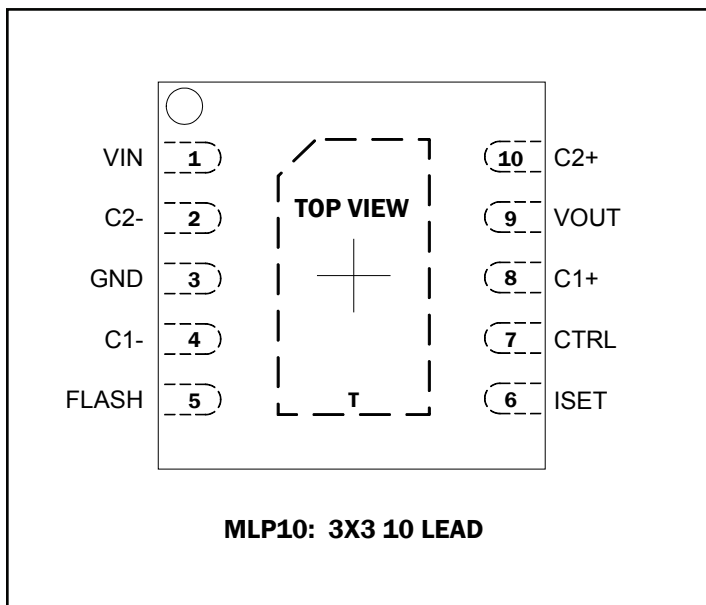 VIN 1 10 C2+
TOP VIEW
C2- 2 9 VOUT
GND 3 8 C1+
C1- 4 7 CTRL
FLASH 5 T 6 ISET
MLP10: 3X3 10 LEAD